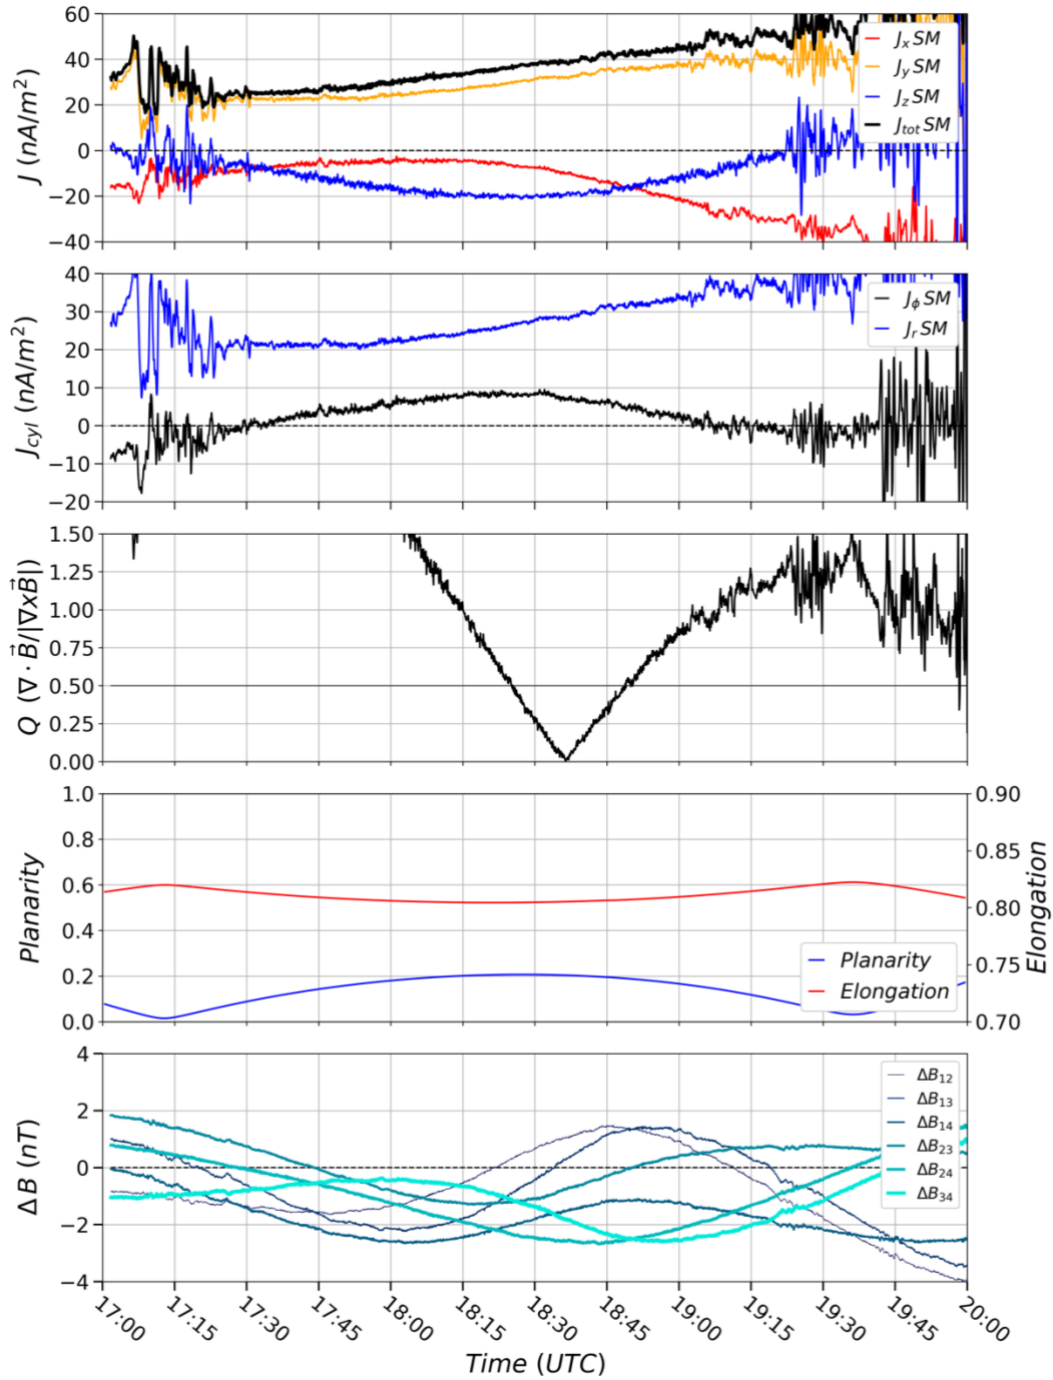 J (nA/m²)
60
40
20
0
−20
−40
Jx SM
Jy SM
Jz SM
Jtot SM
Jcyl (nA/m²)
40
30
20
10
0
−10
−20
Jϕ SM
Jr SM
Q (∇ · B⃗/|∇xB⃗|)
1.50
1.25
1.00
0.75
0.50
0.25
0.00
Planarity
1.0
0.8
0.6
0.4
0.2
0.0
Planarity
Elongation
0.90
0.85
0.80
0.75
0.70
Elongation
ΔB (nT)
4
2
0
−2
−4
ΔB12
ΔB13
ΔB14
ΔB23
ΔB24
ΔB34
17:00
17:15
17:30
17:45
18:00
18:15
18:30
18:45
19:00
19:15
19:30
19:45
20:00
Time (UTC)